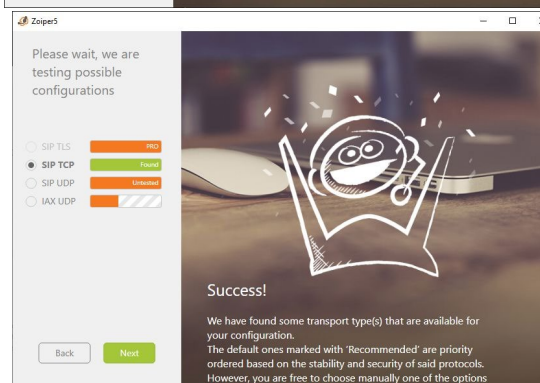 Zoiper5
Please wait, we are
testing possible
configurations
SIP TLS PRO
SIP TCP Found
SIP UDP Untested
IAX UDP
Success!
We have found some transport type(s) that are available for
your configuration.
The default ones marked with 'Recommended' are priority
ordered based on the stability and security of said protocols.
However, you are free to choose manually one of the options
Back Next